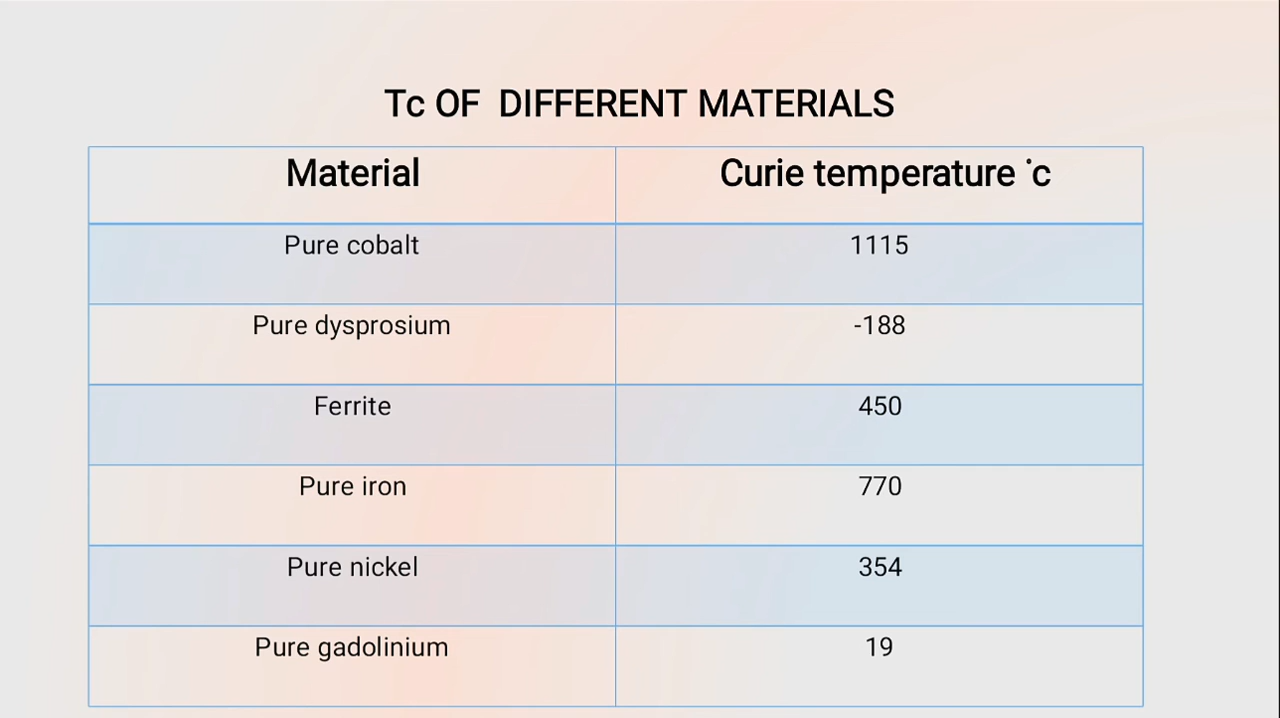 Tc OF DIFFERENT MATERIALS
Material Curie temperature ˚c
Pure cobalt 1115
Pure dysprosium -188
Ferrite 450
Pure iron 770
Pure nickel 354
Pure gadolinium 19